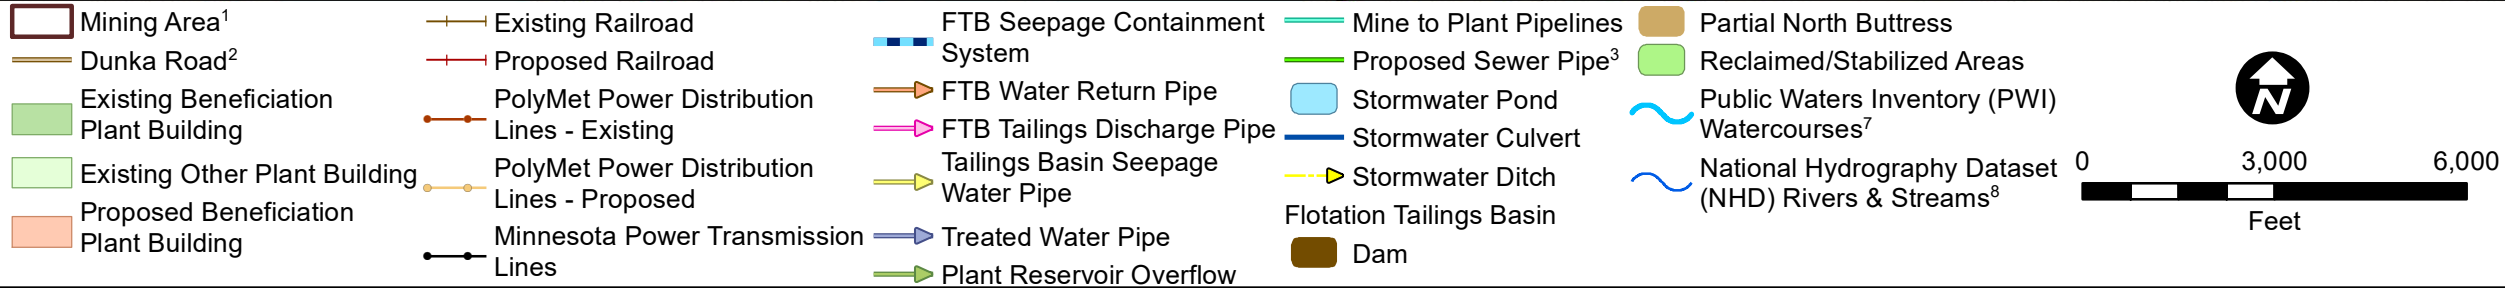 Mining Area1
Dunka Road2
Existing Beneficiation
Plant Building
Existing Other Plant Building
Proposed Beneficiation
Plant Building
Existing Railroad
Proposed Railroad
PolyMet Power Distribution
Lines - Existing
PolyMet Power Distribution
Lines - Proposed
Minnesota Power Transmission
Lines
FTB Seepage Containment
System
FTB Water Return Pipe
FTB Tailings Discharge Pipe
Tailings Basin Seepage
Water Pipe
Treated Water Pipe
Plant Reservoir Overflow
Mine to Plant Pipelines
Proposed Sewer Pipe3
Stormwater Pond
Stormwater Culvert
Stormwater Ditch
Flotation Tailings Basin
Dam
Partial North Buttress
Reclaimed/Stabilized Areas
Public Waters Inventory (PWI)
Watercourses7
National Hydrography Dataset
(NHD) Rivers & Streams8
N
0 3,000 6,000
Feet